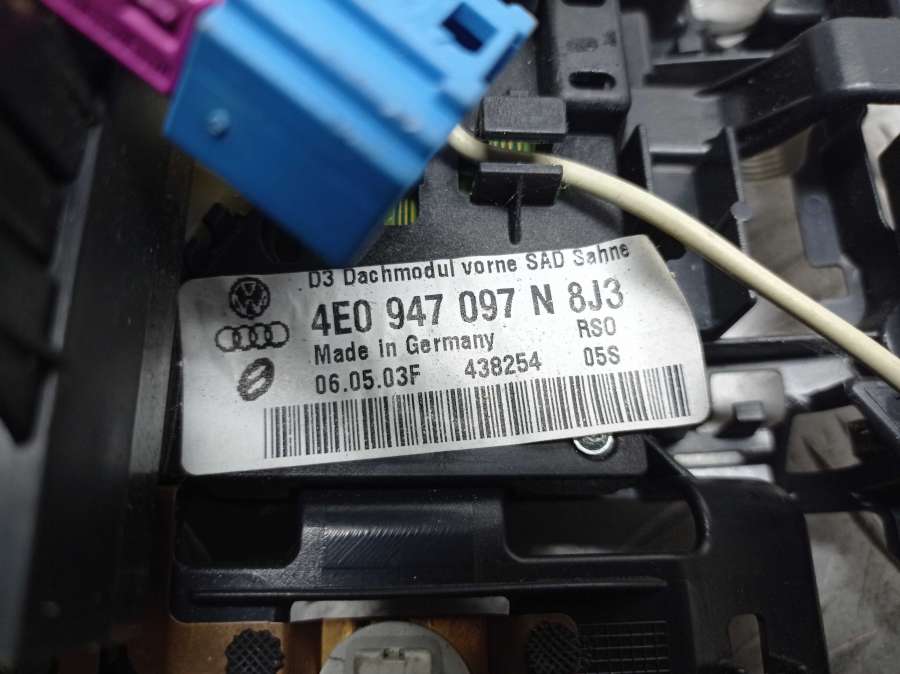 D3 Dachmodul vorne SAD Sahne
4E0 947 097 N 8J3
Made in Germany RSO
06.05.03F 438254 05S